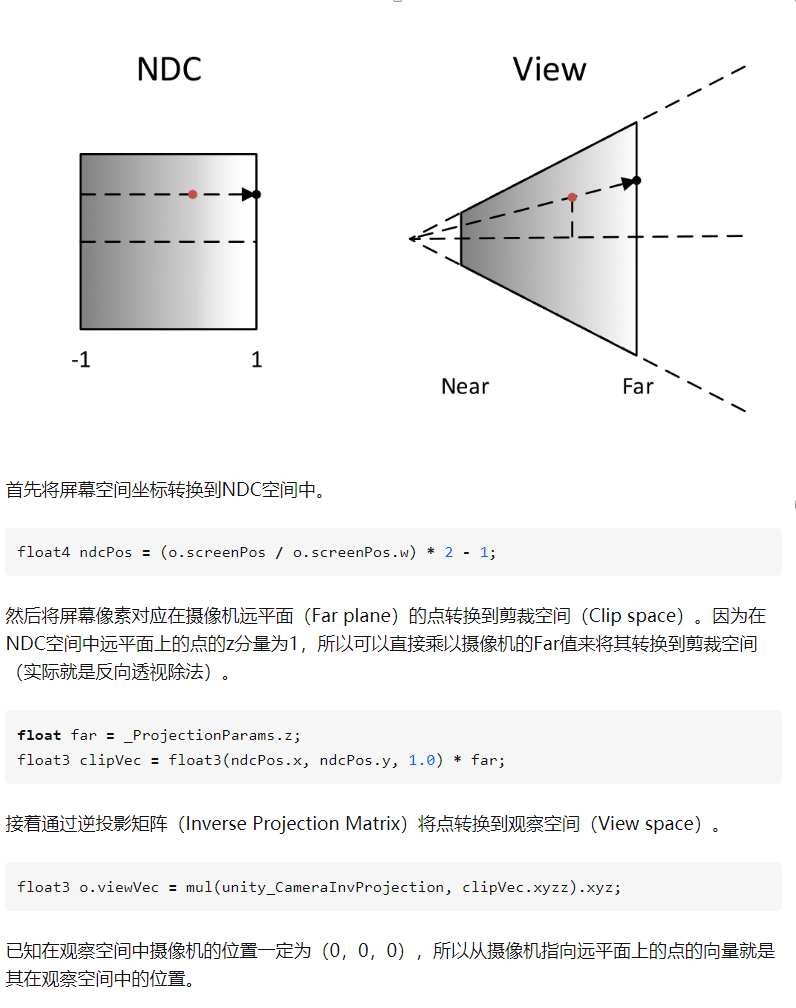 NDC
View
-1
1
Near
Far
首先将屏幕空间坐标转换到NDC空间中。
float4 ndcPos = (o.screenPos / o.screenPos.w) * 2 - 1;
然后将屏幕像素对应在摄像机远平面（Far plane）的点转换到剪裁空间（Clip space）。因为在
NDC空间中远平面上的点的z分量为1，所以可以直接乘以摄像机的Far值来将其转换到剪裁空间
（实际就是反向透视除法）。
float far = _ProjectionParams.z;
float3 clipVec = float3(ndcPos.x, ndcPos.y, 1.0) * far;
接着通过逆投影矩阵（Inverse Projection Matrix）将点转换到观察空间（View space）。
float3 o.viewVec = mul(unity_CameraInvProjection, clipVec.xyzz).xyz;
已知在观察空间中摄像机的位置一定为（0，0，0），所以从摄像机指向远平面上的点的向量就是
其在观察空间中的位置。